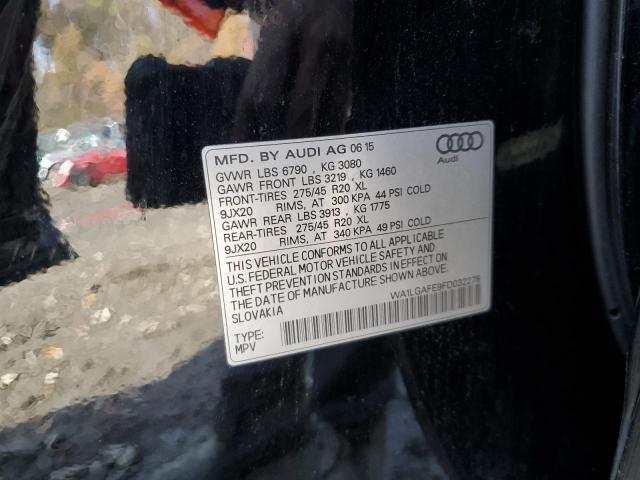 MFD. BY AUDI AG 06 15
GVWR LBS 6790 , KG 3080
GAWR FRONT LBS 3219 , KG 1460
FRONT-TIRES 275/45 R20 XL
9JX20 RIMS, AT 300 KPA 44 PSI COLD
GAWR REAR LBS 3913 , KG 1775
REAR-TIRES 275/45 R20 XL
9JX20 RIMS, AT 340 KPA 49 PSI COLD
THIS VEHICLE CONFORMS TO ALL APPLICABLE
U.S. FEDERAL MOTOR VEHICLE SAFETY AND
THEFT PREVENTION STANDARDS IN EFFECT ON
THE DATE OF MANUFACTURE SHOWN ABOVE.
SLOVAKIA
WA1LGAFE9FD032275
TYPE:
MPV
Audi